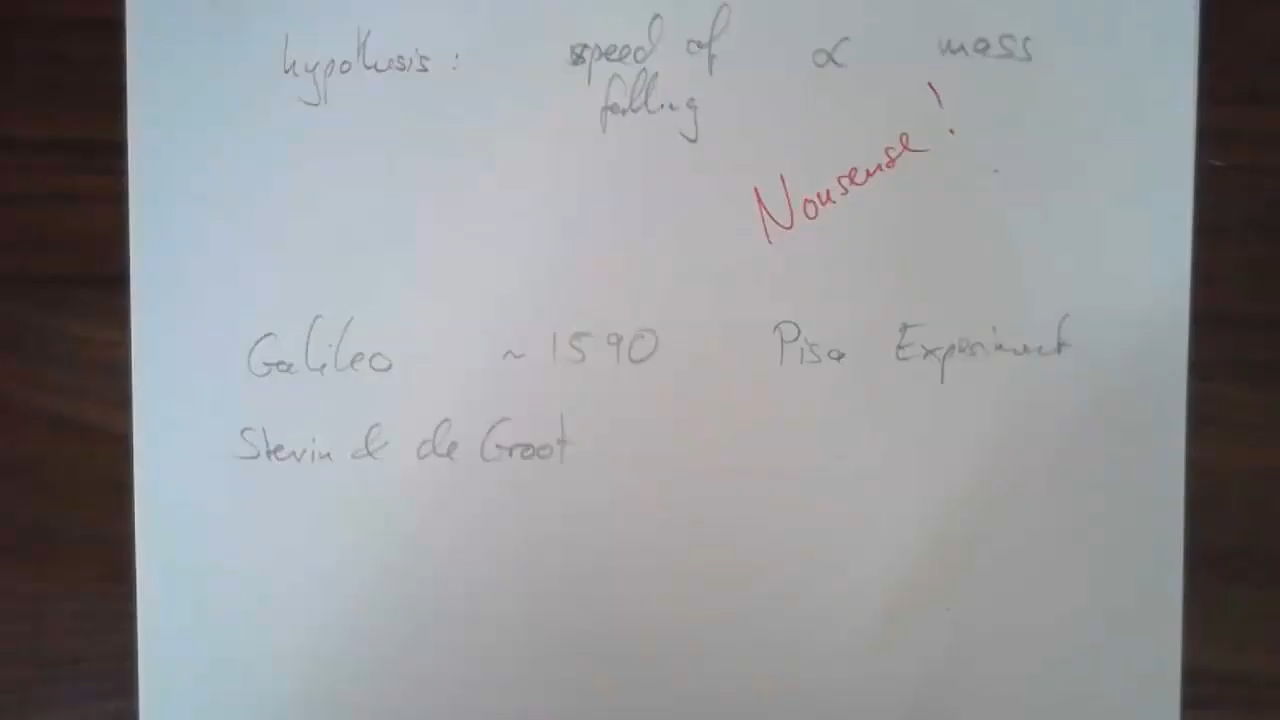 hypothesis: speed of ∝ mass
falling
Nonsense!
Galileo ~1590 Pisa Experiment
Stevin & de Groot